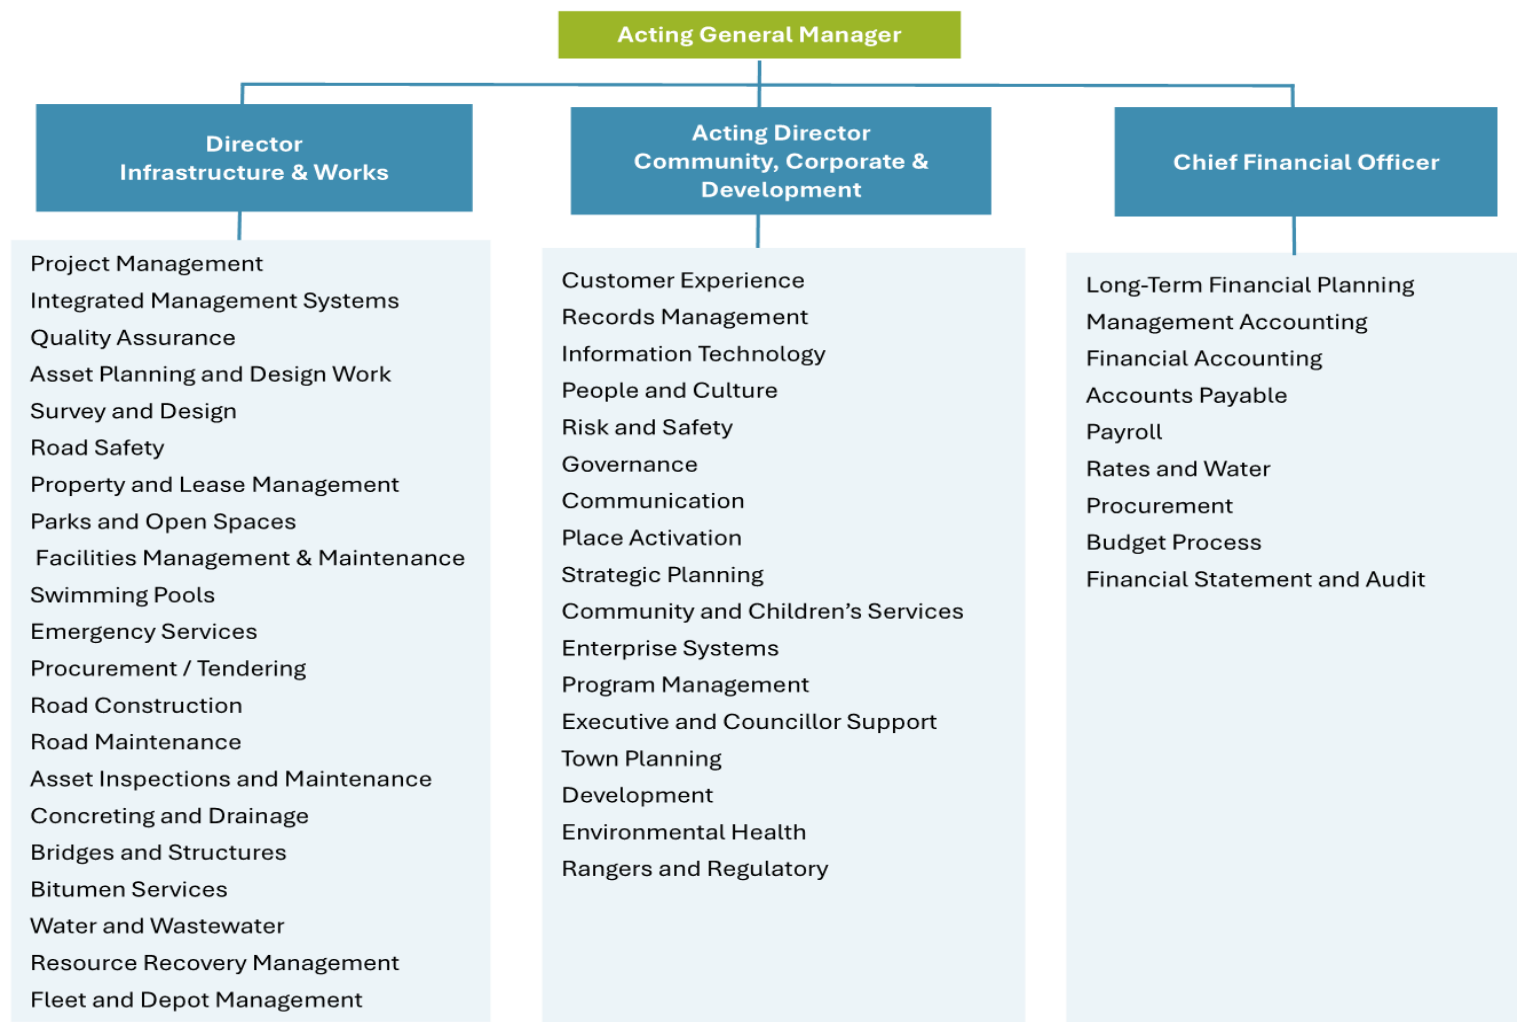 Acting General Manager
Director
Infrastructure & Works
Acting Director
Community, Corporate &
Development
Chief Financial Officer
Project Management
Integrated Management Systems
Quality Assurance
Asset Planning and Design Work
Survey and Design
Road Safety
Property and Lease Management
Parks and Open Spaces
Facilities Management & Maintenance
Swimming Pools
Emergency Services
Procurement / Tendering
Road Construction
Road Maintenance
Asset Inspections and Maintenance
Concreting and Drainage
Bridges and Structures
Bitumen Services
Water and Wastewater
Resource Recovery Management
Fleet and Depot Management
Customer Experience
Records Management
Information Technology
People and Culture
Risk and Safety
Governance
Communication
Place Activation
Strategic Planning
Community and Children’s Services
Enterprise Systems
Program Management
Executive and Councillor Support
Town Planning
Development
Environmental Health
Rangers and Regulatory
Long-Term Financial Planning
Management Accounting
Financial Accounting
Accounts Payable
Payroll
Rates and Water
Procurement
Budget Process
Financial Statement and Audit